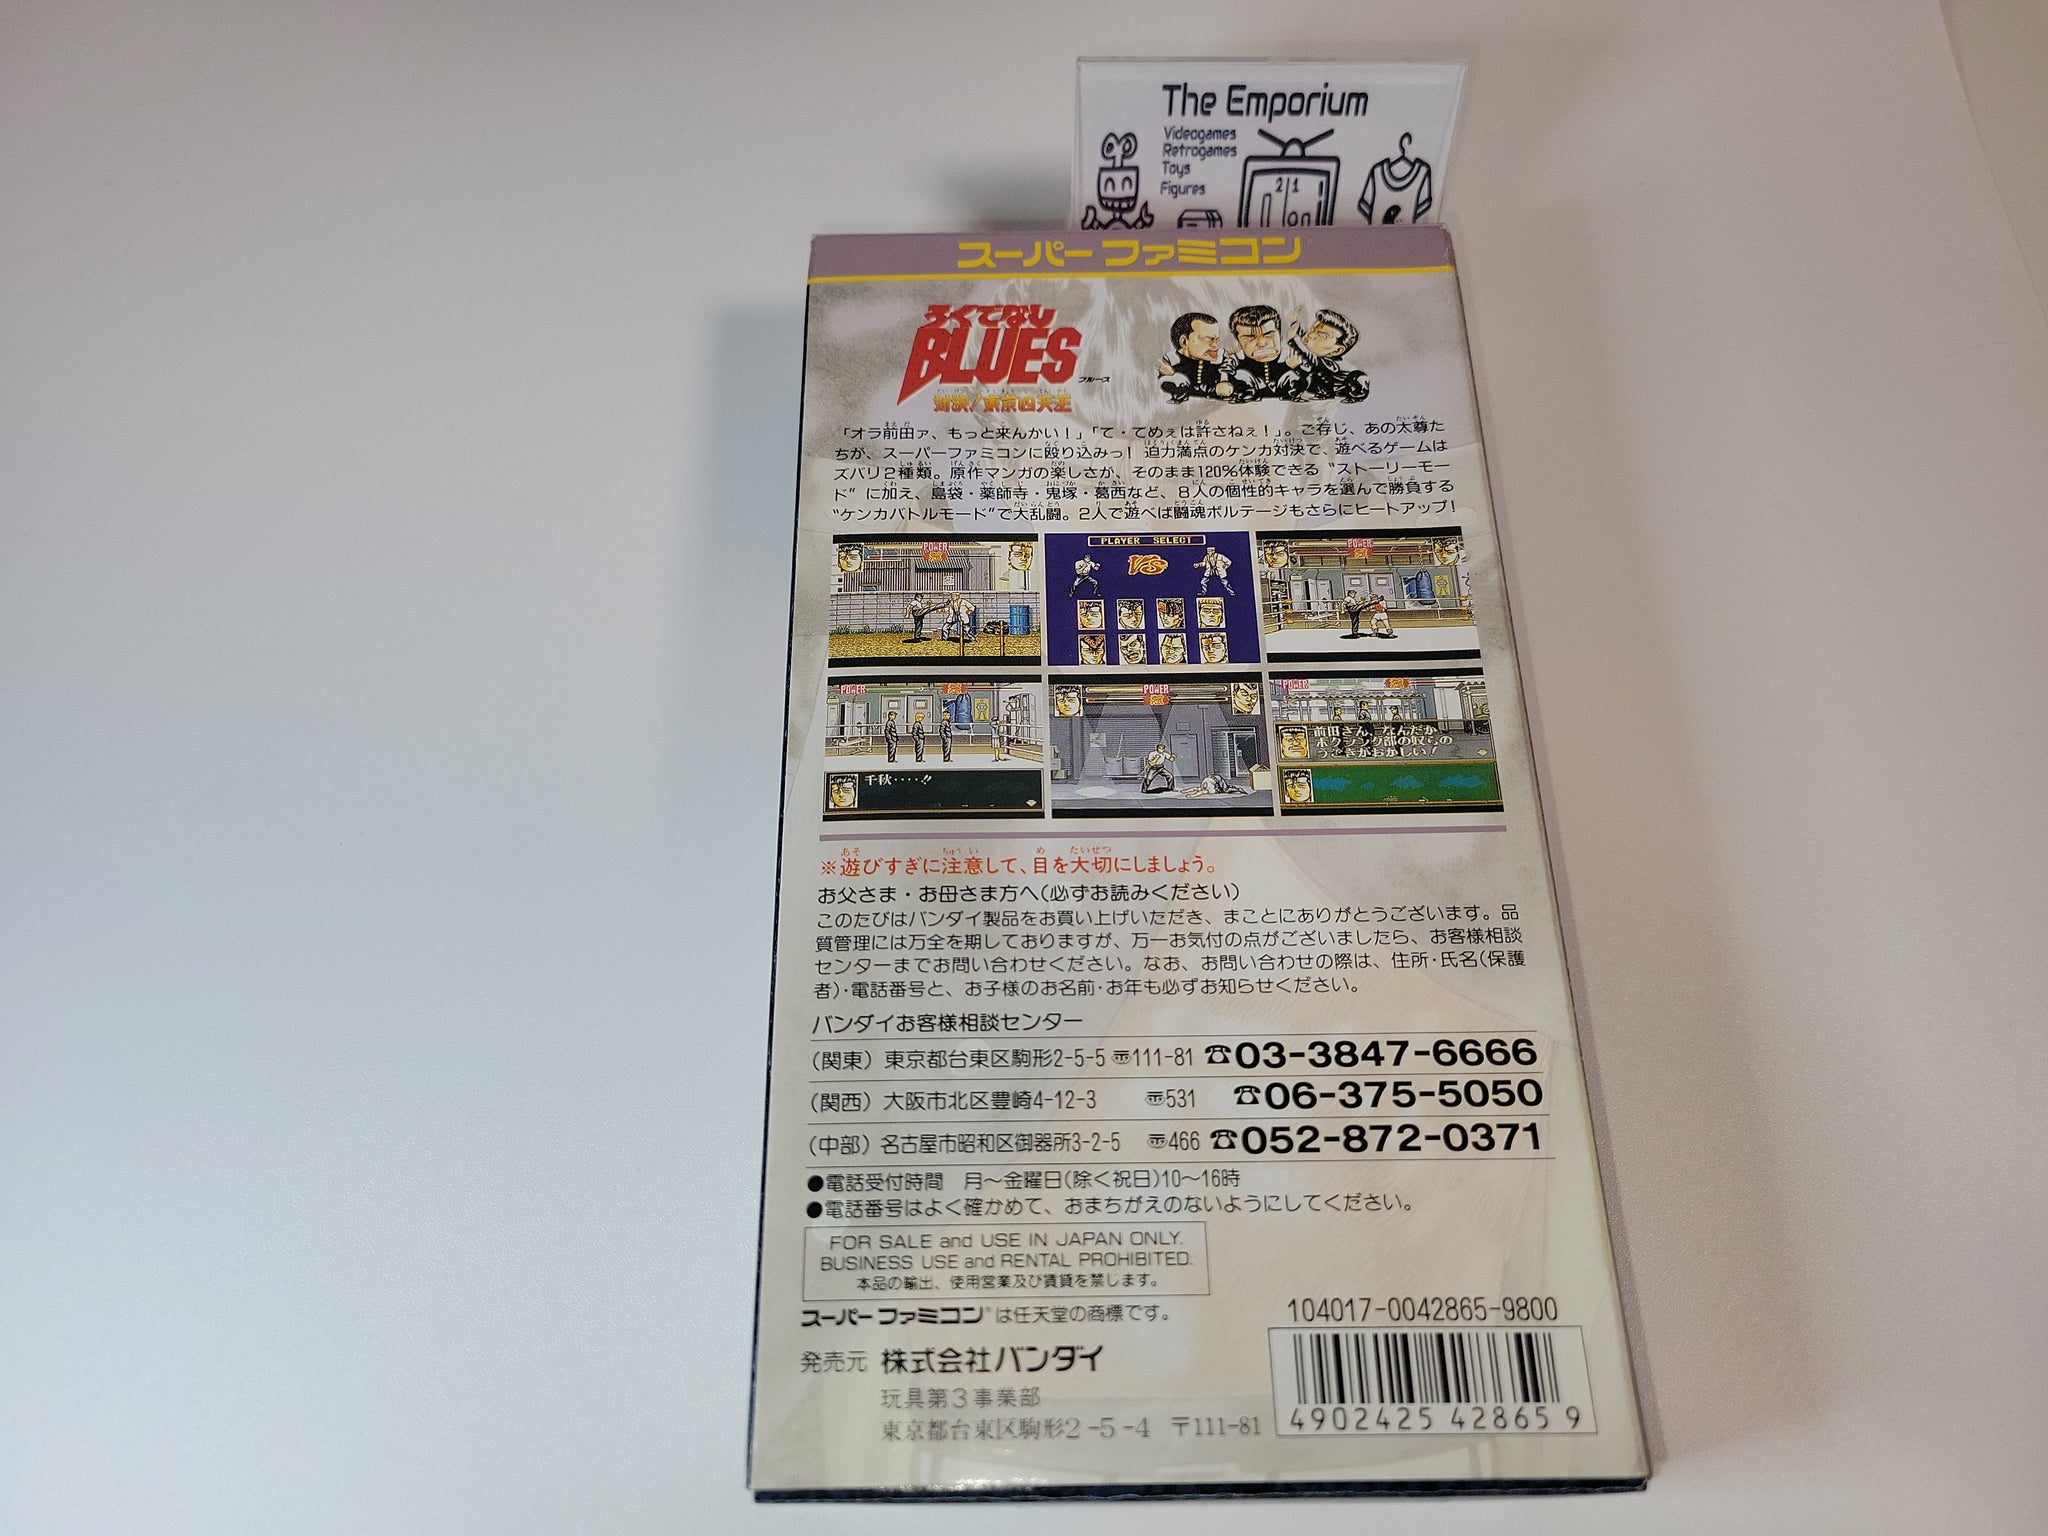 The Emporium
Videogames
Retrogames
Toys
Figures
スーパーファミコン
ろくでなし
BLUES
ブルース
対決!東京四天王
「オラ前田ァ、もっと来んかい！」「て・てめぇは許さねぇ！」。ご存じ、あの太尊た
ちが、スーパーファミコンに殴り込みっ！ 迫力満点のケンカ対決で、遊べるゲームは
ズバリ2種類。原作マンガの楽しさが、そのまま120%体験できる “ストーリーモー
ド” に加え、島袋・薬師寺・鬼塚・葛西など、8人の個性的キャラを選んで勝負する
“ケンカバトルモード”で大乱闘。2人で遊べば闘魂ボルテージもさらにヒートアップ！
POWER
PLAYER SELECT
VS
POWER
POWER
千秋････!!
POWER
POWER
前田さん、なんだか
ボクシング部の奴らの
うごきがおかしい！
※遊びすぎに注意して、目を大切にしましょう。
お父さま・お母さま方へ(必ずお読みください)
このたびはバンダイ製品をお買い上げいただき、まことにありがとうございます。品
質管理には万全を期しておりますが、万一お気付の点がございましたら、お客様相談
センターまでお問い合わせください。なお、お問い合わせの際は、住所･氏名(保護
者)･電話番号と、お子様のお名前･お年も必ずお知らせください。
バンダイお客様相談センター
(関東) 東京都台東区駒形2-5-5 〠111-81 ☎03-3847-6666
(関西) 大阪市北区豊崎4-12-3 〠531 ☎06-375-5050
(中部) 名古屋市昭和区御器所3-2-5 〠466 ☎052-872-0371
●電話受付時間 月〜金曜日(除く祝日)10〜16時
●電話番号はよく確かめて、おまちがえのないようにしてください。
FOR SALE and USE IN JAPAN ONLY.
BUSINESS USE and RENTAL PROHIBITED.
本品の輸出、使用営業及び賃貸を禁じます。
スーパーファミコン®は任天堂の商標です。
104017-0042865-9800
発売元 株式会社バンダイ
玩具第3事業部
東京都台東区駒形2-5-4 〒111-81
4902425 428659